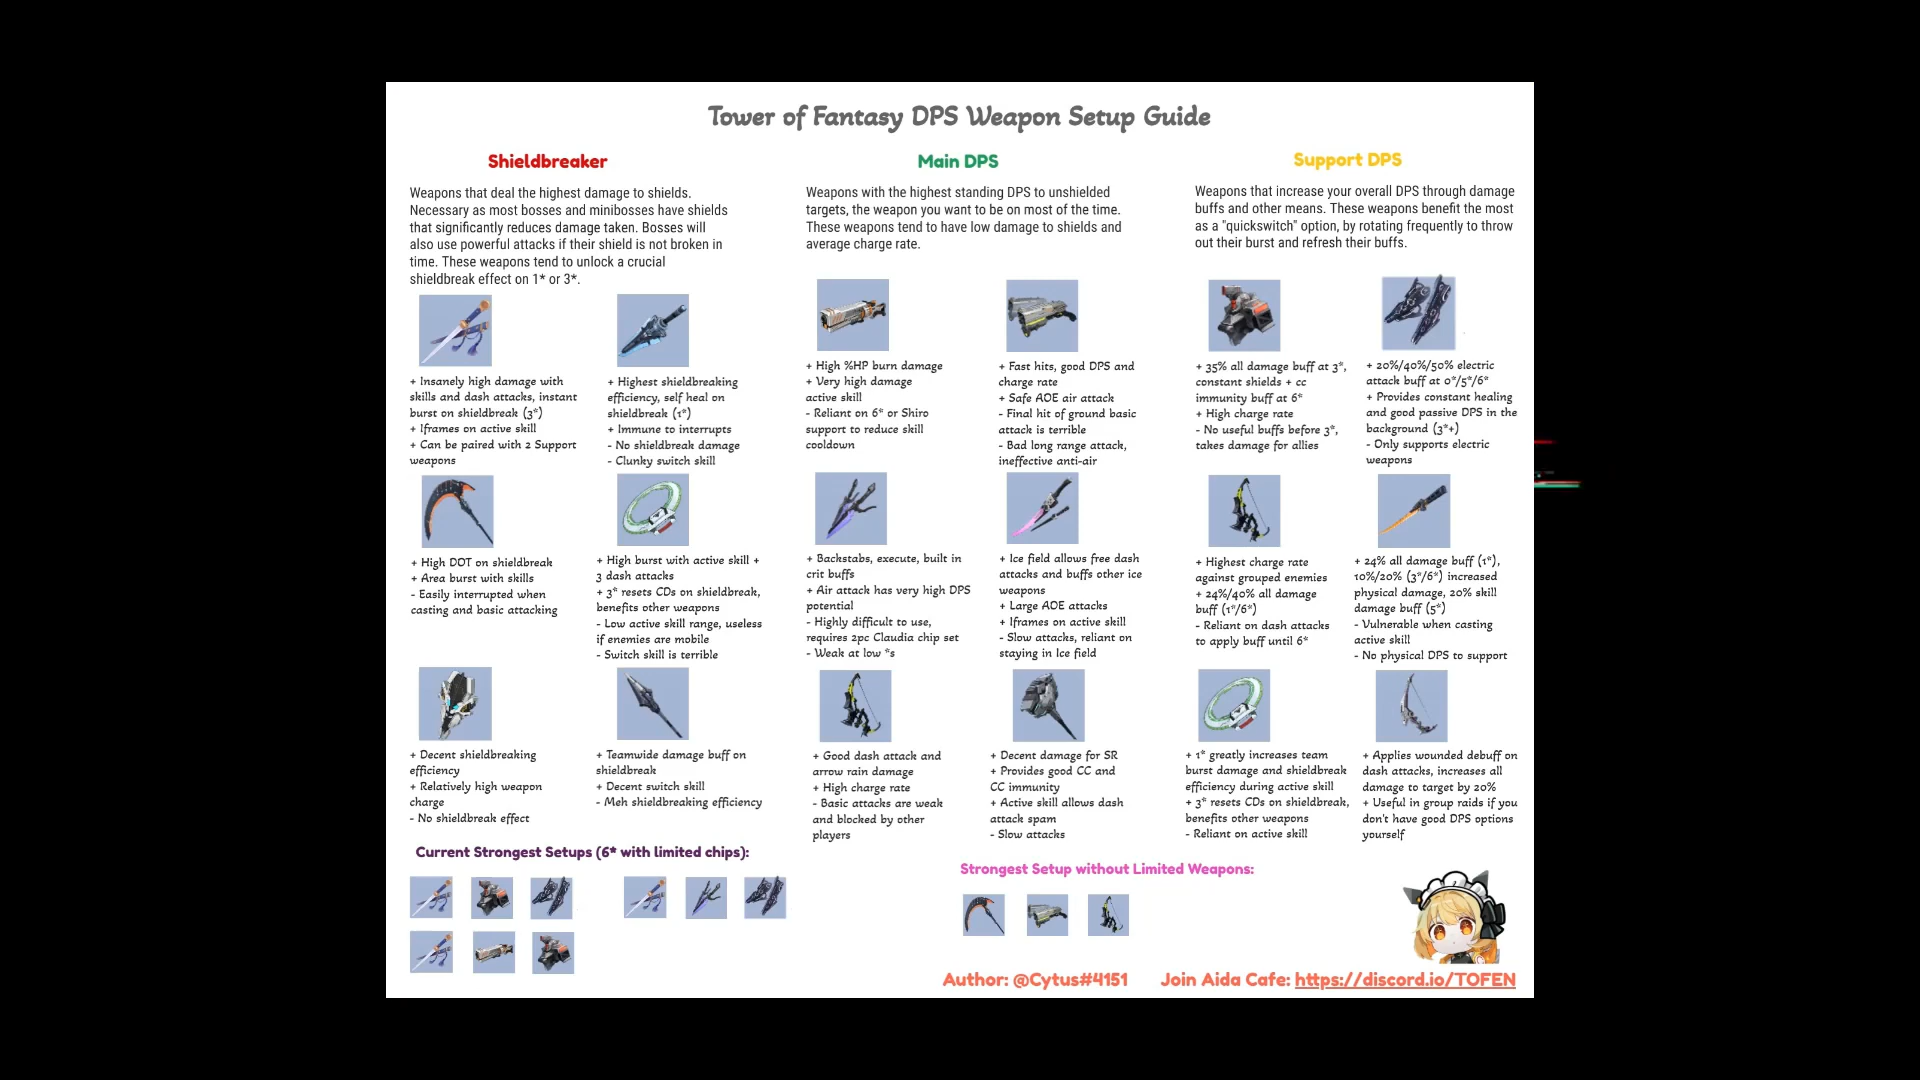 Tower of Fantasy DPS Weapon Setup Guide
Shieldbreaker
Weapons that deal the highest damage to shields.
Necessary as most bosses and minibosses have shields
that significantly reduces damage taken. Bosses will
also use powerful attacks if their shield is not broken in
time. These weapons tend to unlock a crucial
shieldbreak effect on 1* or 3*.
+ Insanely high damage with
skills and dash attacks, instant
burst on shieldbreak (3*)
+ Iframes on active skill
+ Can be paired with 2 Support
weapons
+ Highest shieldbreaking
efficiency, self heal on
shieldbreak (1*)
+ Immune to interrupts
- No shieldbreak damage
- Clunky switch skill
+ High DOT on shieldbreak
+ Area burst with skills
- Easily interrupted when
casting and basic attacking
+ High burst with active skill +
3 dash attacks
+ 3* resets CDs on shieldbreak,
benefits other weapons
- Low active skill range, useless
if enemies are mobile
- Switch skill is terrible
+ Decent shieldbreaking
efficiency
+ Relatively high weapon
charge
- No shieldbreak effect
+ Teamwide damage buff on
shieldbreak
+ Decent switch skill
- Meh shieldbreaking efficiency
Main DPS
Weapons with the highest standing DPS to unshielded
targets, the weapon you want to be on most of the time.
These weapons tend to have low damage to shields and
average charge rate.
+ High %HP burn damage
+ Very high damage
active skill
- Reliant on 6* or Shiro
support to reduce skill
cooldown
+ Fast hits, good DPS and
charge rate
+ Safe AOE air attack
- Final hit of ground basic
attack is terrible
- Bad long range attack,
ineffective anti-air
+ Backstabs, execute, built in
crit buffs
+ Air attack has very high DPS
potential
- Highly difficult to use,
requires 2pc Claudia chip set
- Weak at low *s
+ Ice field allows free dash
attacks and buffs other ice
weapons
+ Large AOE attacks
+ Iframes on active skill
- Slow attacks, reliant on
staying in Ice field
+ Good dash attack and
arrow rain damage
+ High charge rate
- Basic attacks are weak
and blocked by other
players
+ Decent damage for SR
+ Provides good CC and
CC immunity
+ Active skill allows dash
attack spam
- Slow attacks
Support DPS
Weapons that increase your overall DPS through damage
buffs and other means. These weapons benefit the most
as a "quickswitch" option, by rotating frequently to throw
out their burst and refresh their buffs.
+ 35% all damage buff at 3*,
constant shields + cc
immunity buff at 6*
+ High charge rate
- No useful buffs before 3*,
takes damage for allies
+ 20%/40%/50% electric
attack buff at 0*/5*/6*
+ Provides constant healing
and good passive DPS in the
background (3*+)
- Only supports electric
weapons
+ Highest charge rate
against grouped enemies
+ 24%/40% all damage
buff (1*/6*)
- Reliant on dash attacks
to apply buff until 6*
+ 24% all damage buff (1*),
10%/20% (3*/6*) increased
physical damage, 20% skill
damage buff (5*)
- Vulnerable when casting
active skill
- No physical DPS to support
+ 1* greatly increases team
burst damage and shieldbreak
efficiency during active skill
+ 3* resets CDs on shieldbreak,
benefits other weapons
- Reliant on active skill
+ Applies wounded debuff on
dash attacks, increases all
damage to target by 20%
+ Useful in group raids if you
don't have good DPS options
yourself
Current Strongest Setups (6* with limited chips):
Strongest Setup without Limited Weapons:
Author: @Cytus#4151
Join Aida Cafe: https://discord.io/TOFEN